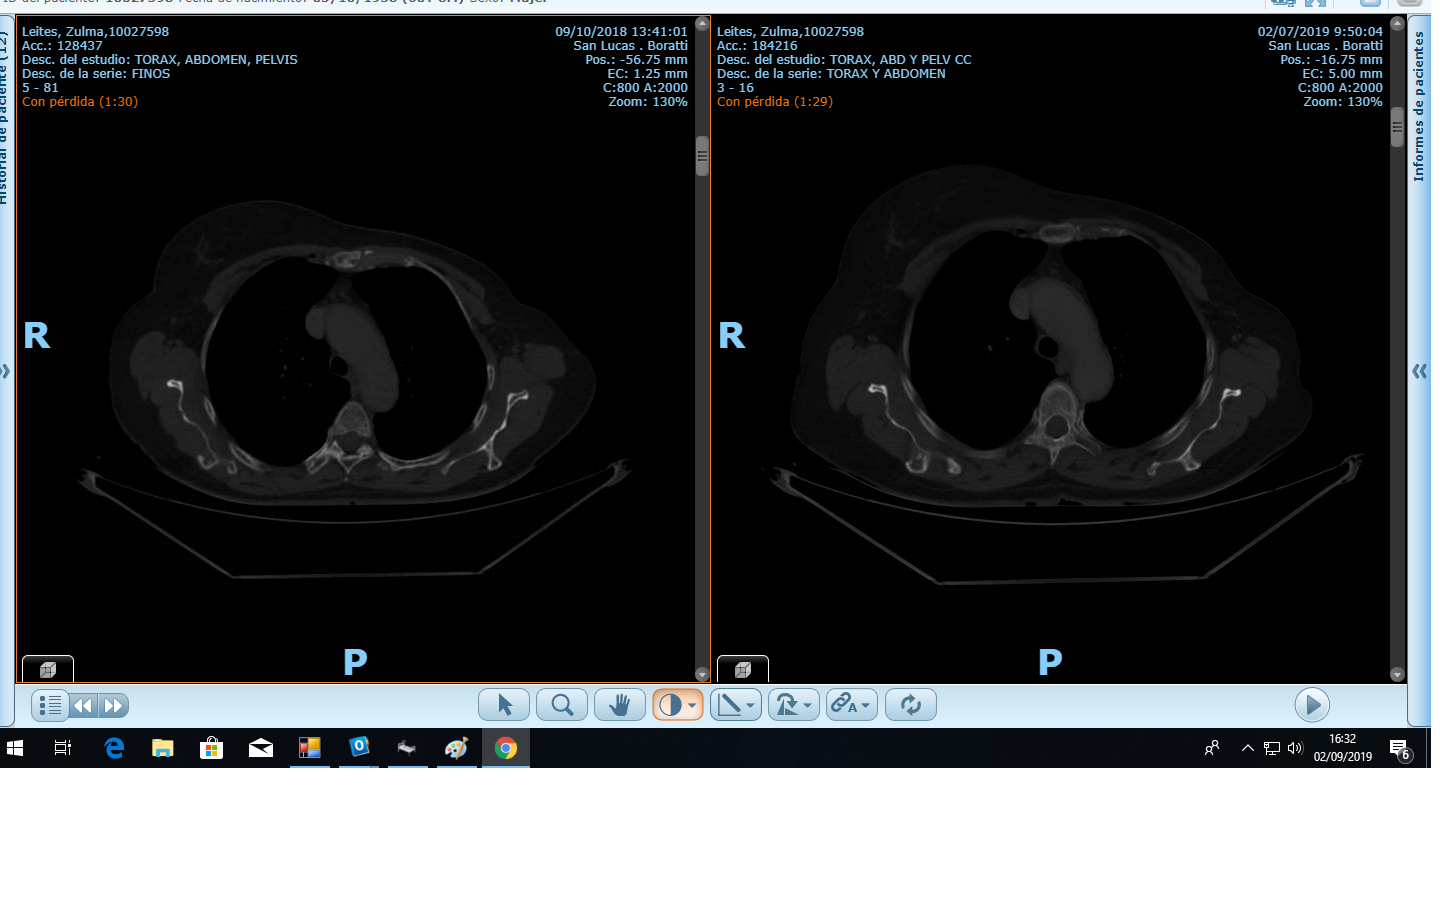 Leites, Zulma,10027598
Acc.: 128437
Desc. del estudio: TORAX, ABDOMEN, PELVIS
Desc. de la serie: FINOS
5 - 81
Con pérdida (1:30)
09/10/2018 13:41:01
San Lucas . Boratti
Pos.: -56.75 mm
EC: 1.25 mm
C:800 A:2000
Zoom: 130%
R
P
Leites, Zulma,10027598
Acc.: 184216
Desc. del estudio: TORAX, ABD Y PELV CC
Desc. de la serie: TORAX Y ABDOMEN
3 - 16
Con pérdida (1:29)
02/07/2019 9:50:04
San Lucas . Boratti
Pos.: -16.75 mm
EC: 5.00 mm
C:800 A:2000
Zoom: 130%
R
P
Informes de pacientes
A
16:32
02/09/2019
6